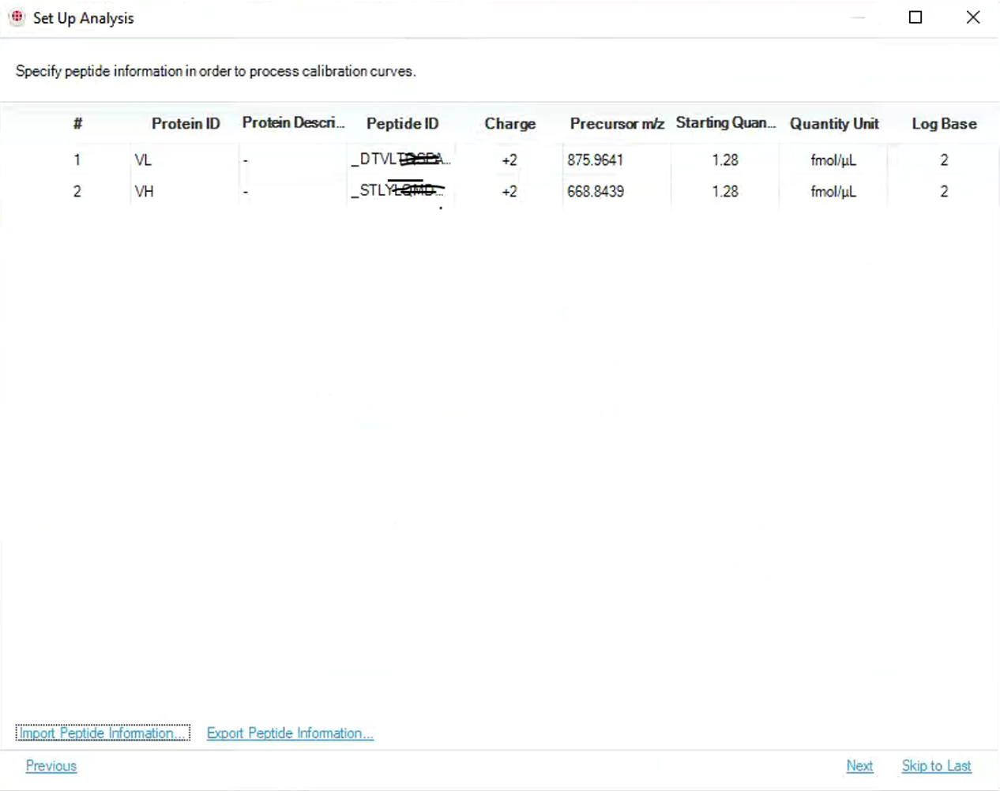 Set Up Analysis
Specify peptide information in order to process calibration curves.
# Protein ID Protein Descri... Peptide ID Charge Precursor m/z Starting Quan... Quantity Unit Log Base
1 VL - _DTVLT +2 875.9641 1.28 fmol/µL 2
2 VH - _STLY +2 668.8439 1.28 fmol/µL 2
Import Peptide Information... Export Peptide Information...
Previous Next Skip to Last